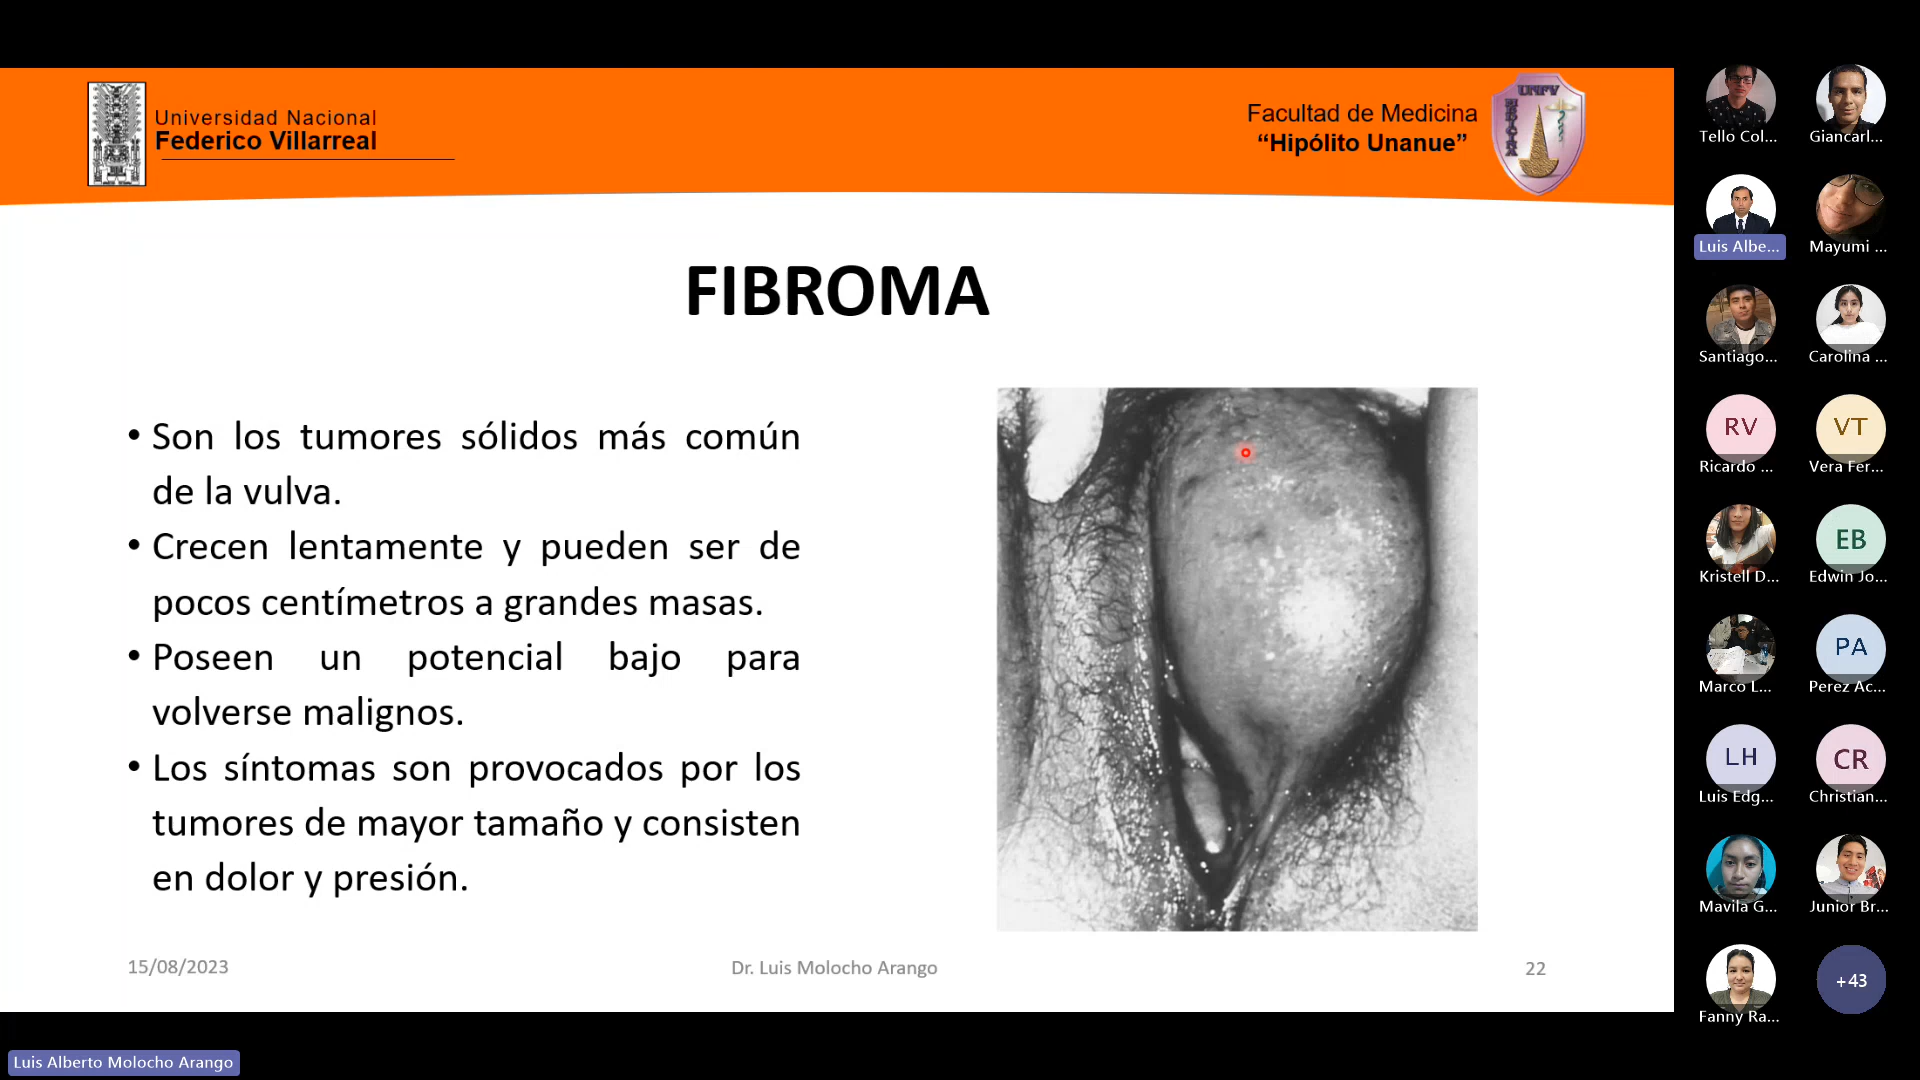 Universidad Nacional
Federico Villarreal
Facultad de Medicina
“Hipólito Unanue”
UNFV
FIBROMA
• Son los tumores sólidos más común
de la vulva.
• Crecen lentamente y pueden ser de
pocos centímetros a grandes masas.
• Poseen un potencial bajo para
volverse malignos.
• Los síntomas son provocados por los
tumores de mayor tamaño y consisten
en dolor y presión.
15/08/2023
Dr. Luis Molocho Arango
22
Tello Col...
Giancarl...
Luis Albe...
Mayumi ...
Santiago...
Carolina ...
RV
VT
Ricardo ...
Vera Fer...
EB
Kristell D...
Edwin Jo...
PA
Marco L...
Perez Ac...
LH
CR
Luis Edg...
Christian...
Mavila G...
Junior Br...
+43
Fanny Ra...
Luis Alberto Molocho Arango